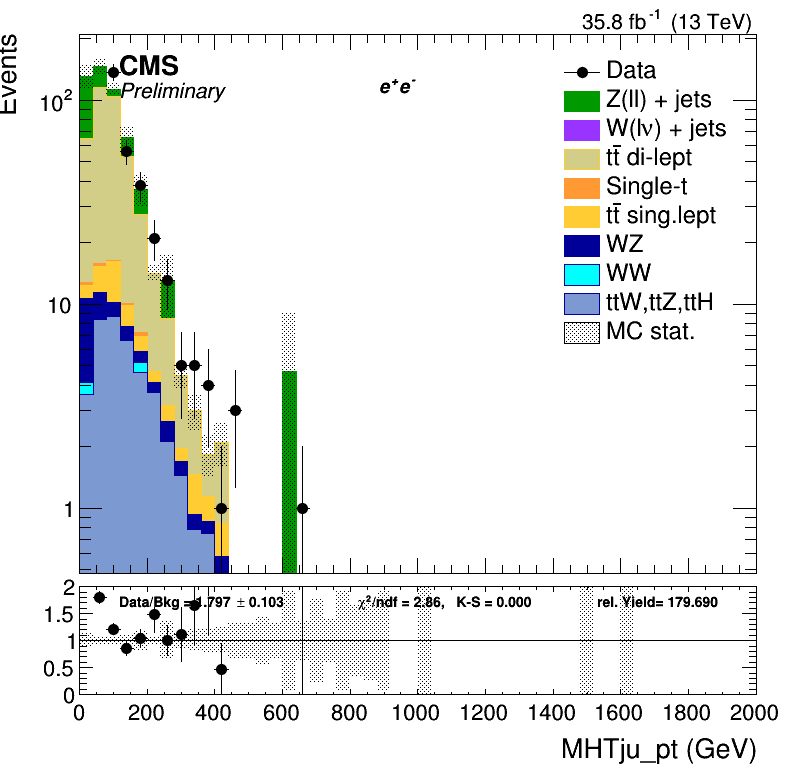 35.8 fb⁻¹ (13 TeV)
Events
CMS
Preliminary
e⁺e⁻
Data
Z(ll) + jets
W(lν) + jets
tt̄ di-lept
Single-t
tt̄ sing.lept
WZ
WW
ttW,ttZ,ttH
MC stat.
10²
10
1
Data/Bkg = 1.797 ± 0.103
χ²/ndf = 2.86, K-S = 0.000
rel. Yield= 179.690
2
1.5
1
0.5
0
0 200 400 600 800 1000 1200 1400 1600 1800 2000
MHTju_pt (GeV)